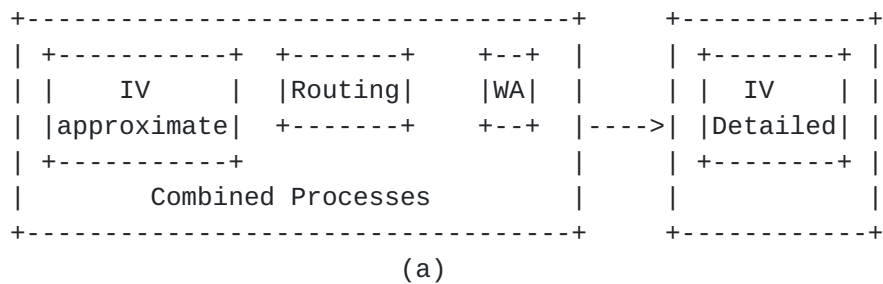 IV Routing WA IV
approximate Detailed
Combined Processes
(a)